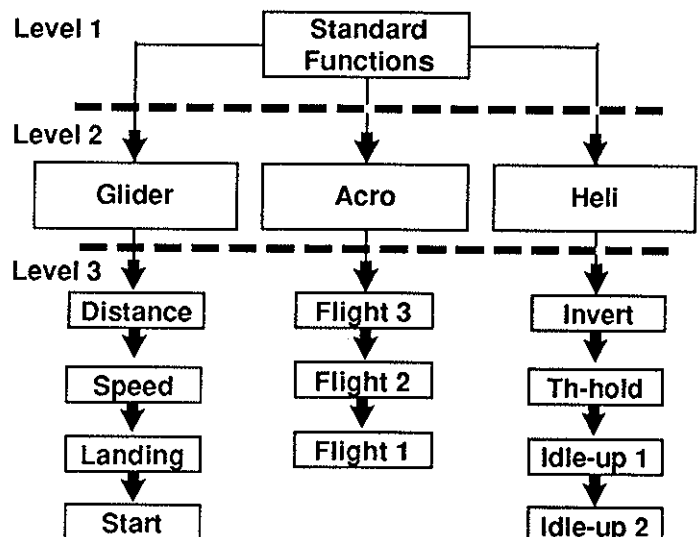 Level 1
Standard
Functions
Level 2
Glider
Acro
Heli
Level 3
Distance
Flight 3
Invert
Speed
Flight 2
Th-hold
Landing
Flight 1
Idle-up 1
Start
Idle-up 2